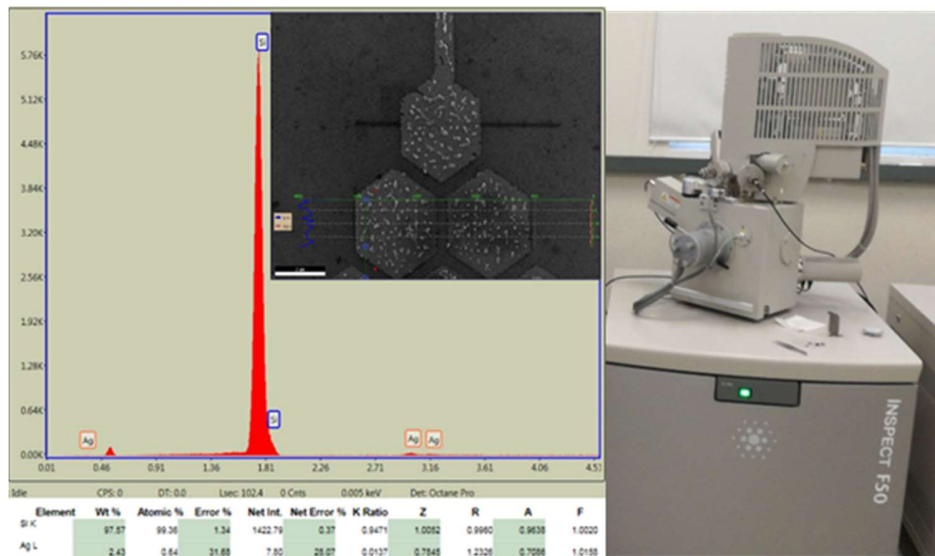 5.76K
5.12K
4.48K
3.84K
3.20K
2.56K
1.92K
1.28K
0.64K
0.00K
Si
Si
Ag
Ag
Ag
0.01 0.46 0.91 1.36 1.81 2.26 2.71 3.16 3.61 4.06 4.51
Idle CPS: 0 DT: 0.0 Lsec: 102.4 0 Cnts 0.005 keV Det: Octane Pro
Element Wt % Atomic % Error % Net Int. Net Error % K Ratio Z R A F
Si K 97.57 99.36 1.34 1422.79 0.37 0.9471 1.0052 0.9980 0.9638 1.0020
Ag L 2.43 0.64 31.65 7.80 28.07 0.0137 0.7845 1.2326 0.7086 1.0158
INSPECT F50